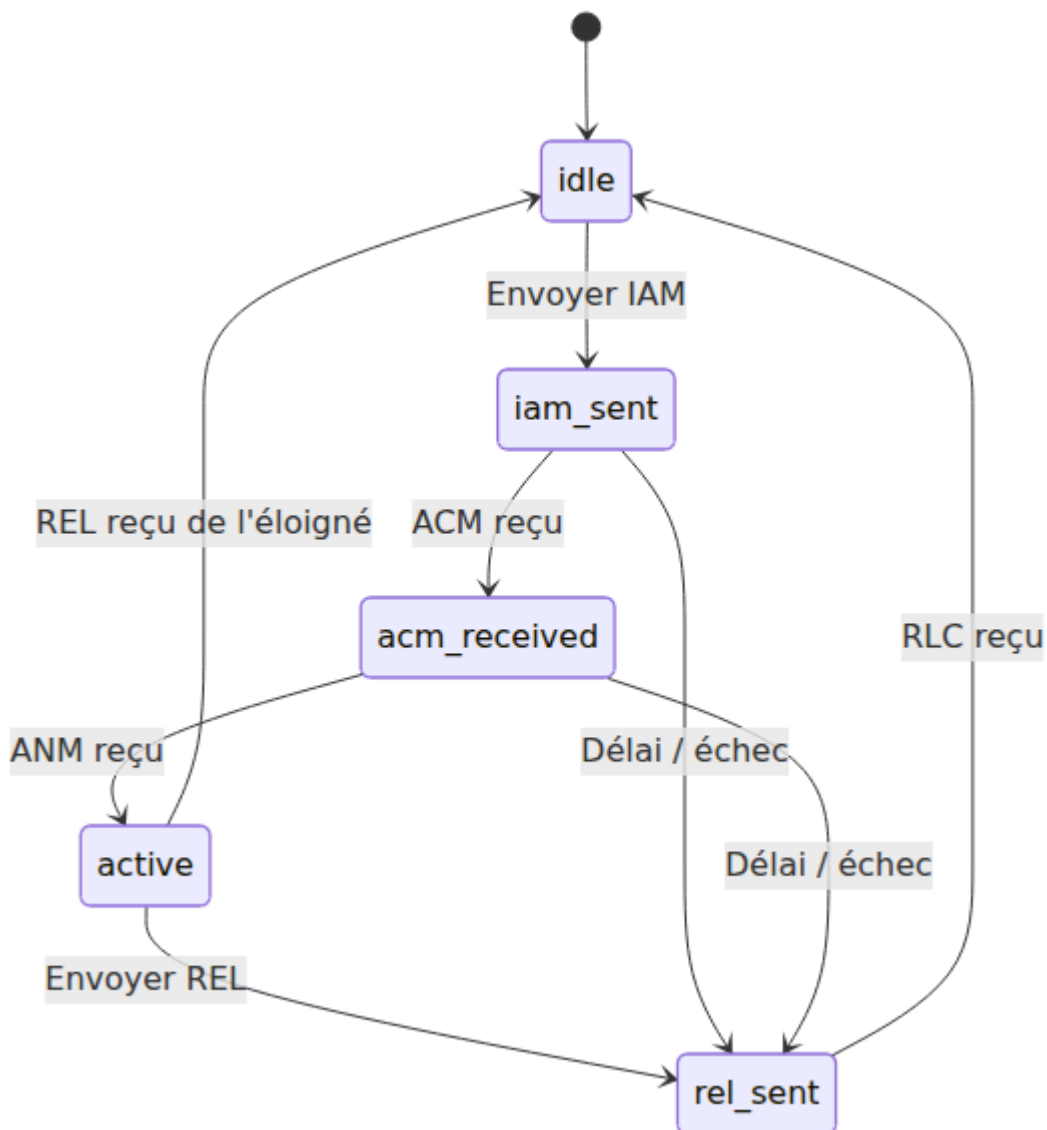 idle
Envoyer IAM
iam_sent
REL reçu de l'éloigné
ACM reçu
acm_received
RLC reçu
ANM reçu
Délai / échec
active
Délai / échec
Envoyer REL
rel_sent